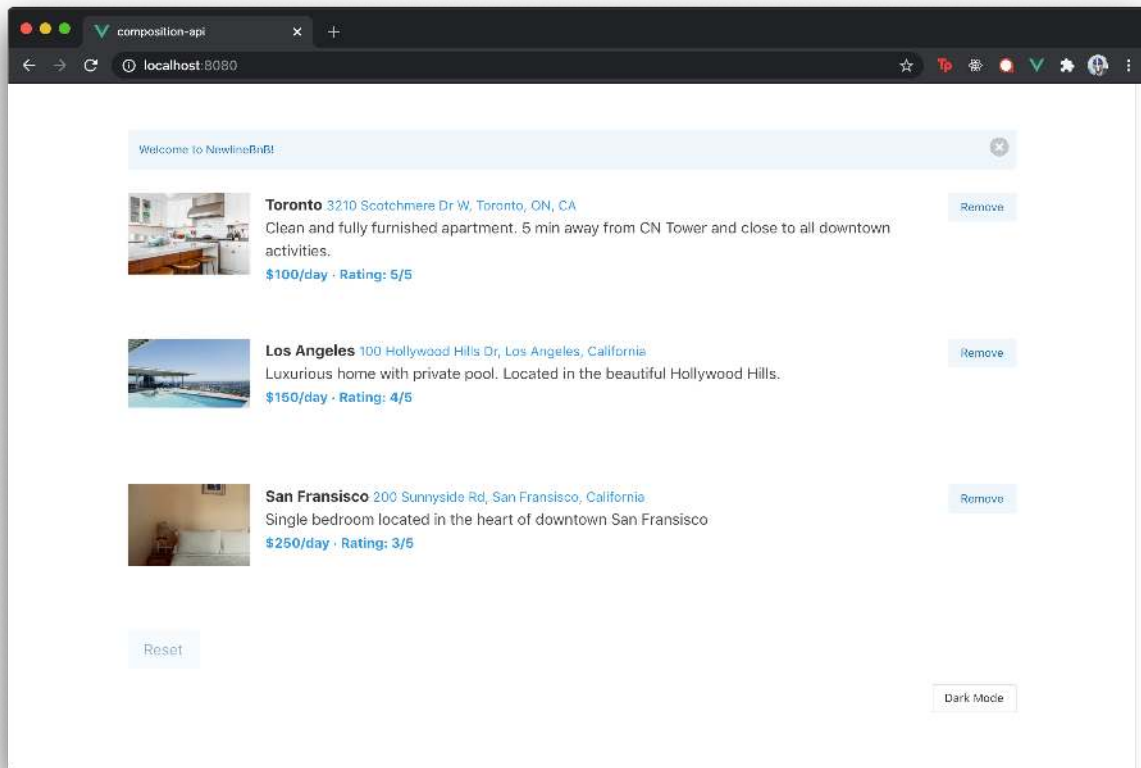 composition-api
localhost:8080
Tp
Welcome to NewlineBnB!
Toronto 3210 Scotchmere Dr W, Toronto, ON, CA
Remove
Clean and fully furnished apartment. 5 min away from CN Tower and close to all downtown
activities.
$100/day · Rating: 5/5
Los Angeles 100 Hollywood Hills Dr, Los Angeles, California
Remove
Luxurious home with private pool. Located in the beautiful Hollywood Hills.
$150/day · Rating: 4/5
San Fransisco 200 Sunnyside Rd, San Fransisco, California
Remove
Single bedroom located in the heart of downtown San Fransisco
$250/day · Rating: 3/5
Reset
Dark Mode